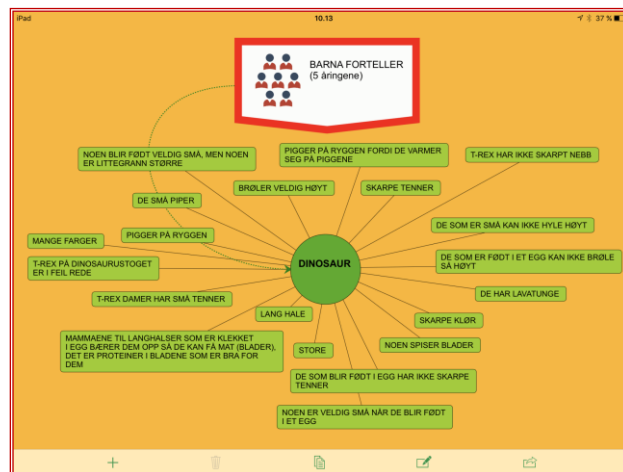 iPad
10.13
37 %
BARNA FORTELLER
(5 åringene)
NOEN BLIR FØDT VELDIG SMÅ, MEN NOEN
ER LITTEGRANN STØRRE
PIGGER PÅ RYGGEN FORDI DE VARMER
SEG PÅ PIGGENE
T-REX HAR IKKE SKARPT NEBB
BRØLER VELDIG HØYT
SKARPE TENNER
DE SMÅ PIPER
DE SOM ER SMÅ KAN IKKE HYLE HØYT
PIGGER PÅ RYGGEN
MANGE FARGER
DINOSAUR
DE SOM ER FØDT I ET EGG KAN IKKE BRØLE
SÅ HØYT
T-REX PÅ DINOSAURUSTOGET
ER I FEIL REDE
DE HAR LAVATUNGE
T-REX DAMER HAR SMÅ TENNER
LANG HALE
SKARPE KLØR
MAMMAENE TIL LANGHALSER SOM ER KLEKKET
I EGG BÆRER DEM OPP SÅ DE KAN FÅ MAT (BLADER),
DET ER PROTEINER I BLADENE SOM ER BRA FOR
DEM
STORE
NOEN SPISER BLADER
DE SOM BLIR FØDT I EGG HAR IKKE SKARPE
TENNER
NOEN ER VELDIG SMÅ NÅR DE BLIR FØDT
I ET EGG